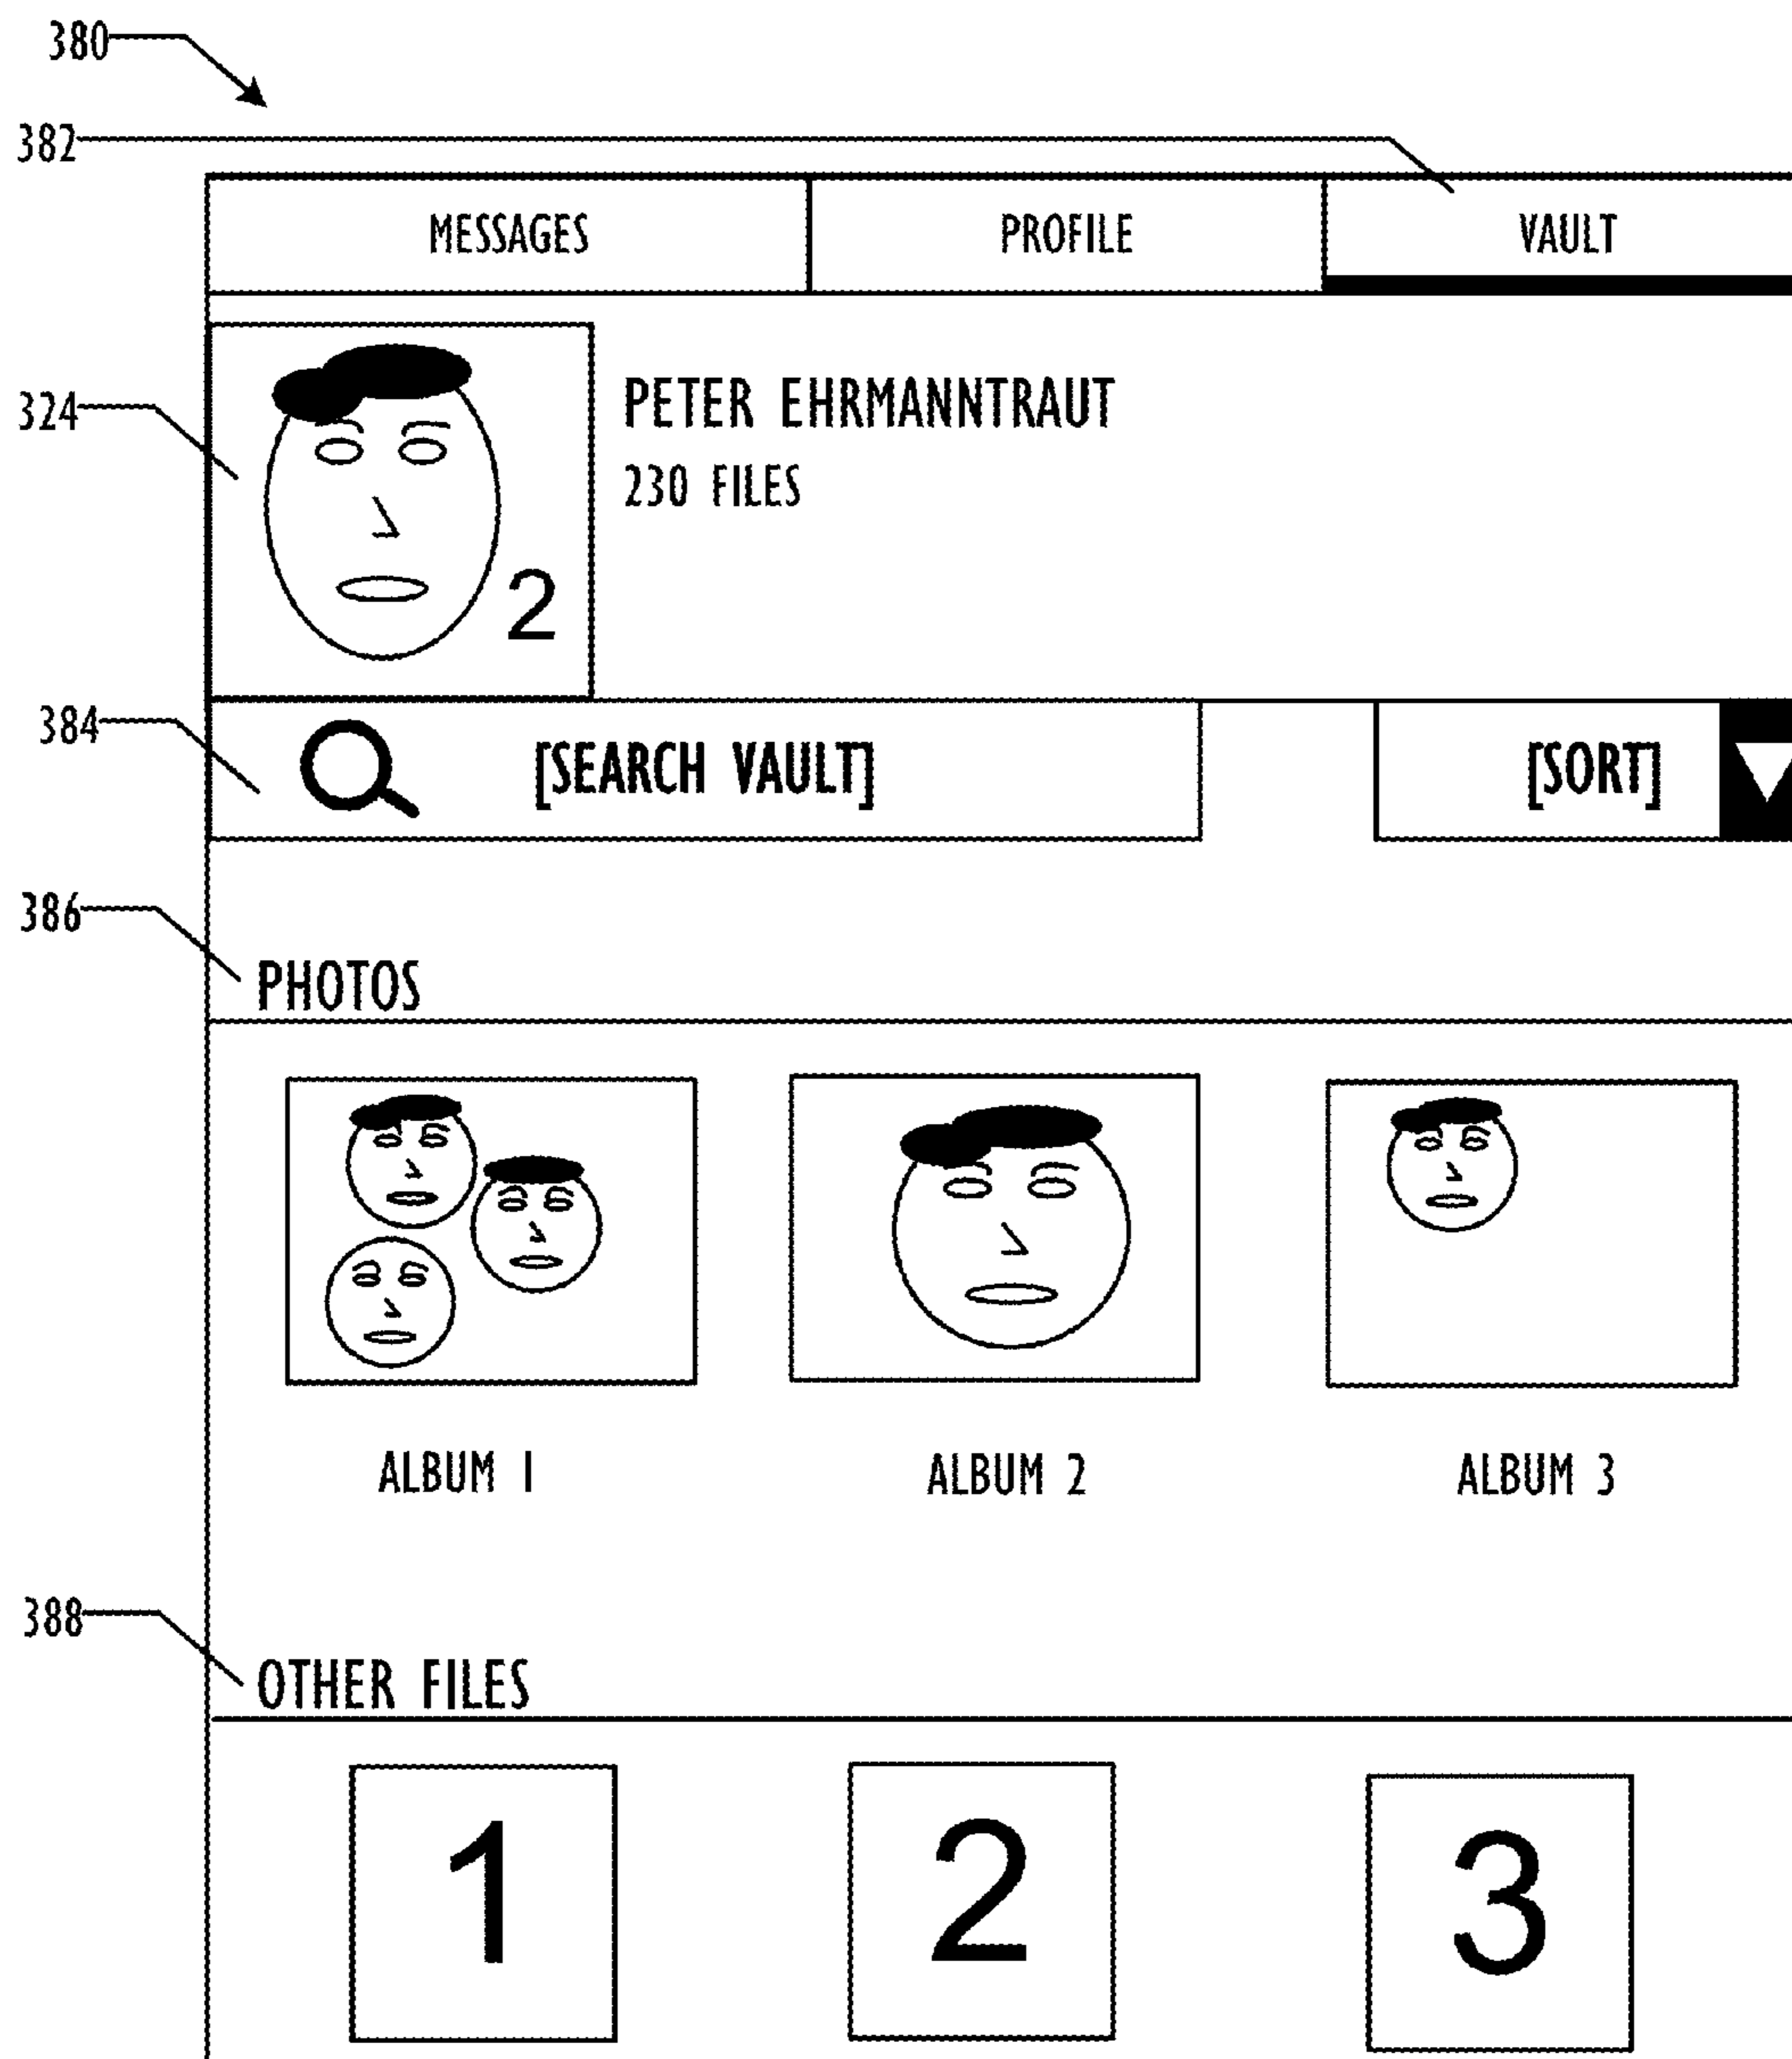 380
382
MESSAGES PROFILE VAULT
324
PETER EHRMANNTRAUT
230 FILES
2
384
[SEARCH VAULT] [SORT]
386
PHOTOS
ALBUM 1 ALBUM 2 ALBUM 3
388
OTHER FILES
1 2 3